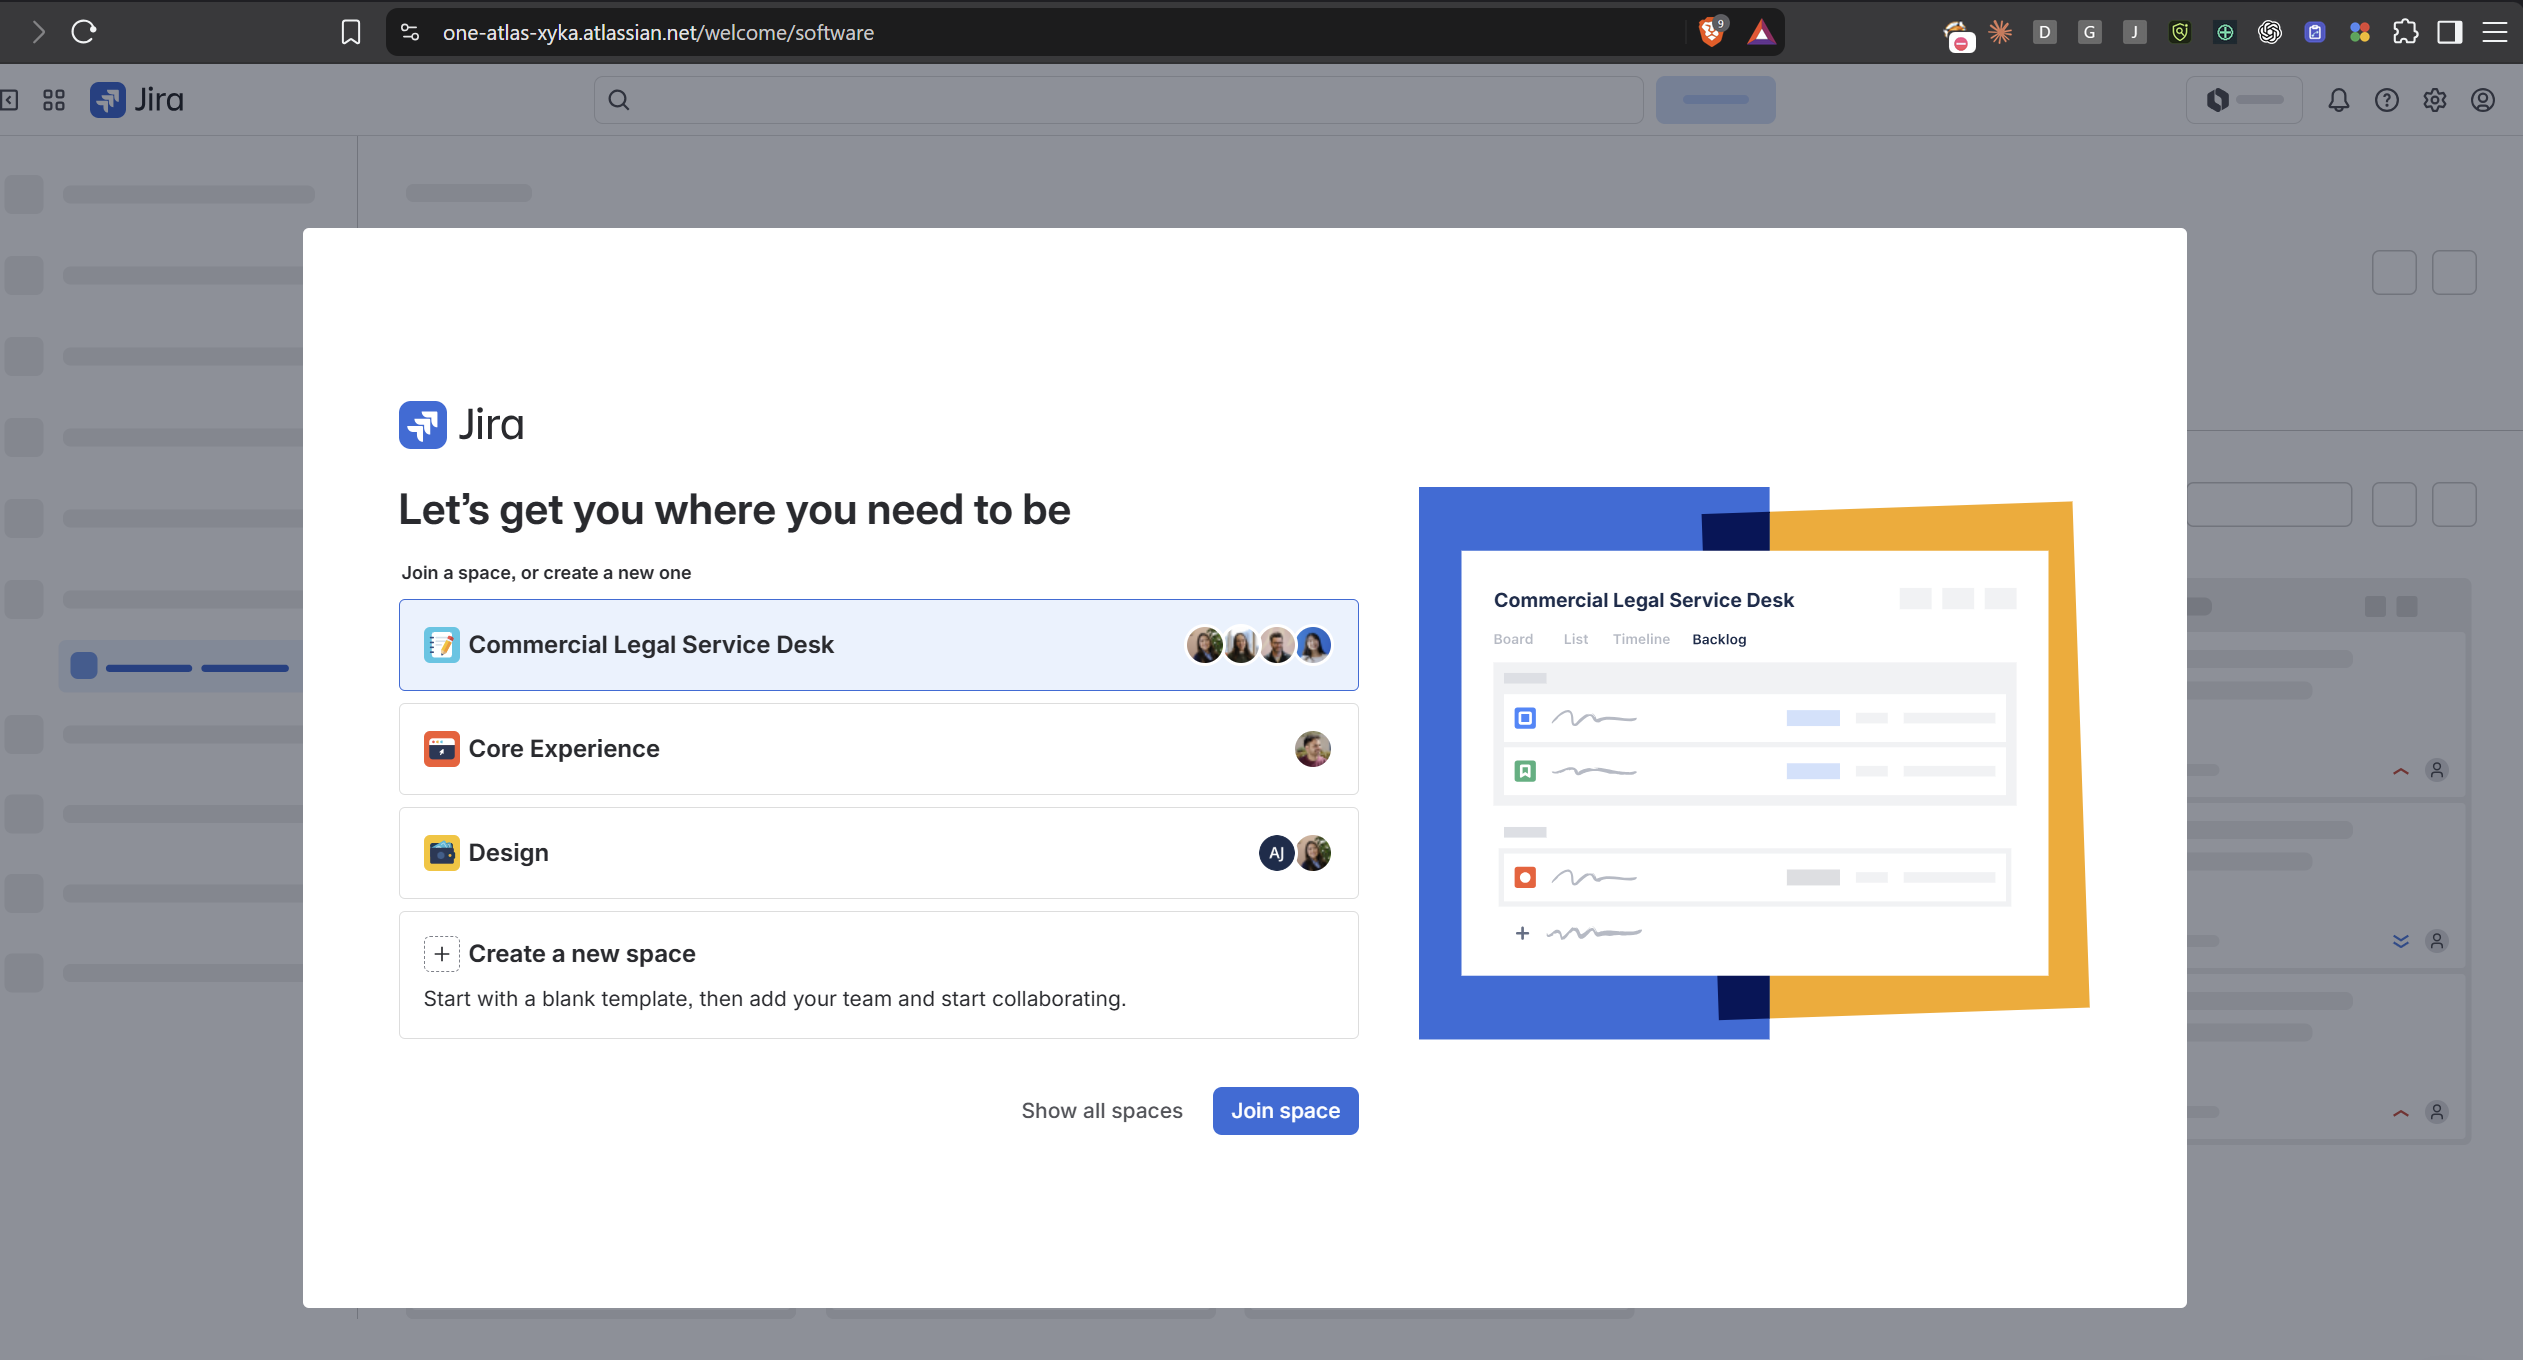 one-atlas-xyka.atlassian.net/welcome/software
9
D
G
J
Jira
Jira
Let’s get you where you need to be
Join a space, or create a new one
Commercial Legal Service Desk
Core Experience
Design
AJ
Create a new space
Start with a blank template, then add your team and start collaborating.
Show all spaces
Join space
Commercial Legal Service Desk
Board List Timeline Backlog